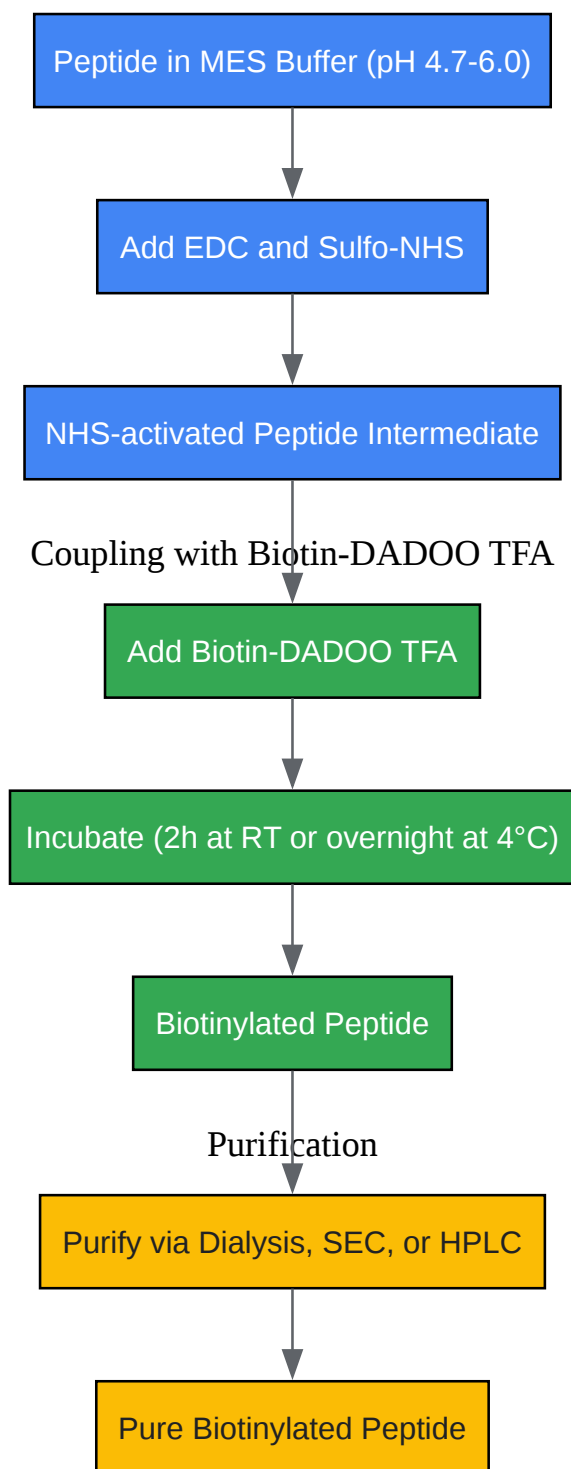 Peptide in MES Buffer (pH 4.7-6.0)
Add EDC and Sulfo-NHS
NHS-activated Peptide Intermediate
Coupling with Biotin-DADOO TFA
Add Biotin-DADOO TFA
Incubate (2h at RT or overnight at 4°C)
Biotinylated Peptide
Purification
Purify via Dialysis, SEC, or HPLC
Pure Biotinylated Peptide